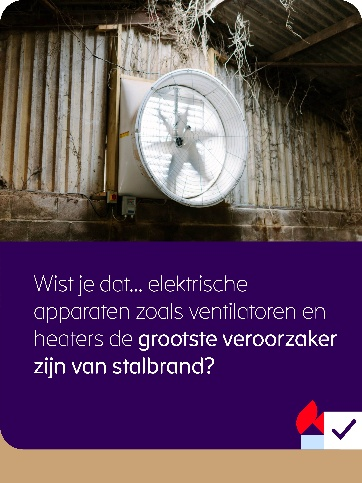 Wist je dat... elektrische
apparaten zoals ventilatoren en
heaters de grootste veroorzaker
zijn van stalbrand?